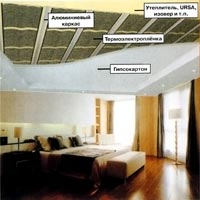 Утеплитель, URSA,
изовер и т.п.
Алюминиевый
каркас
Термоэлектроплёнка
Гипсокартон